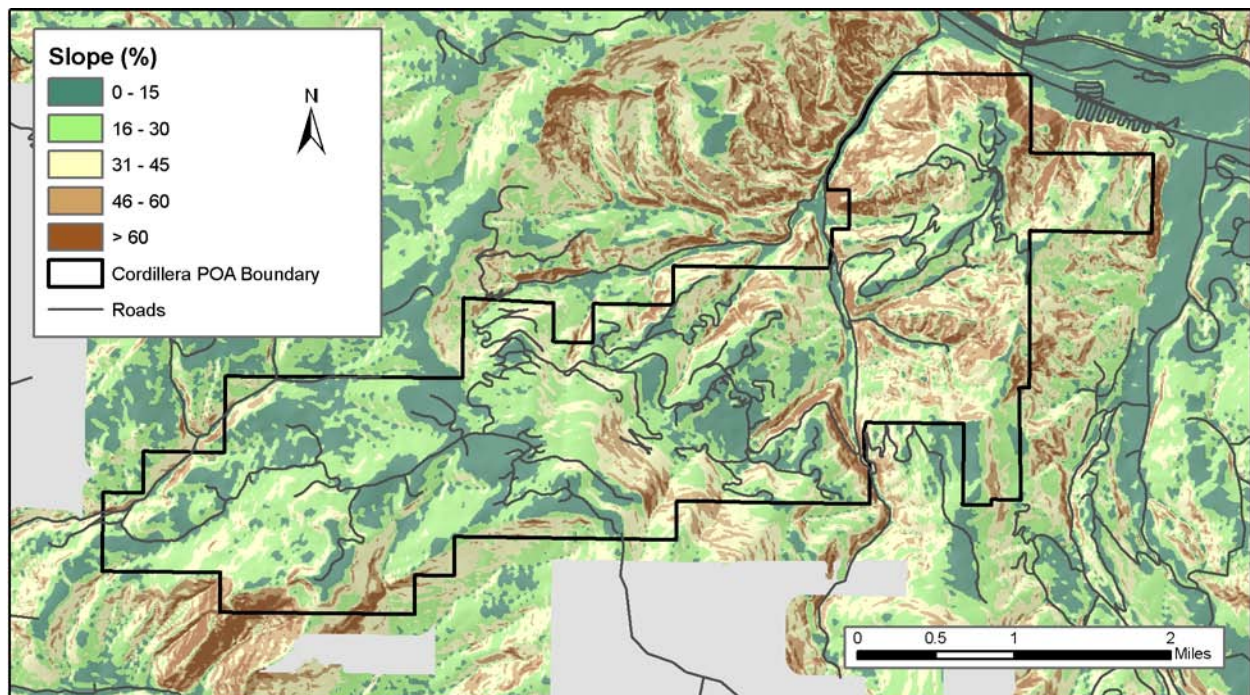 Slope (%)
0 - 15
16 - 30
31 - 45
46 - 60
> 60
Cordillera POA Boundary
Roads
N
0 0.5 1 2
Miles